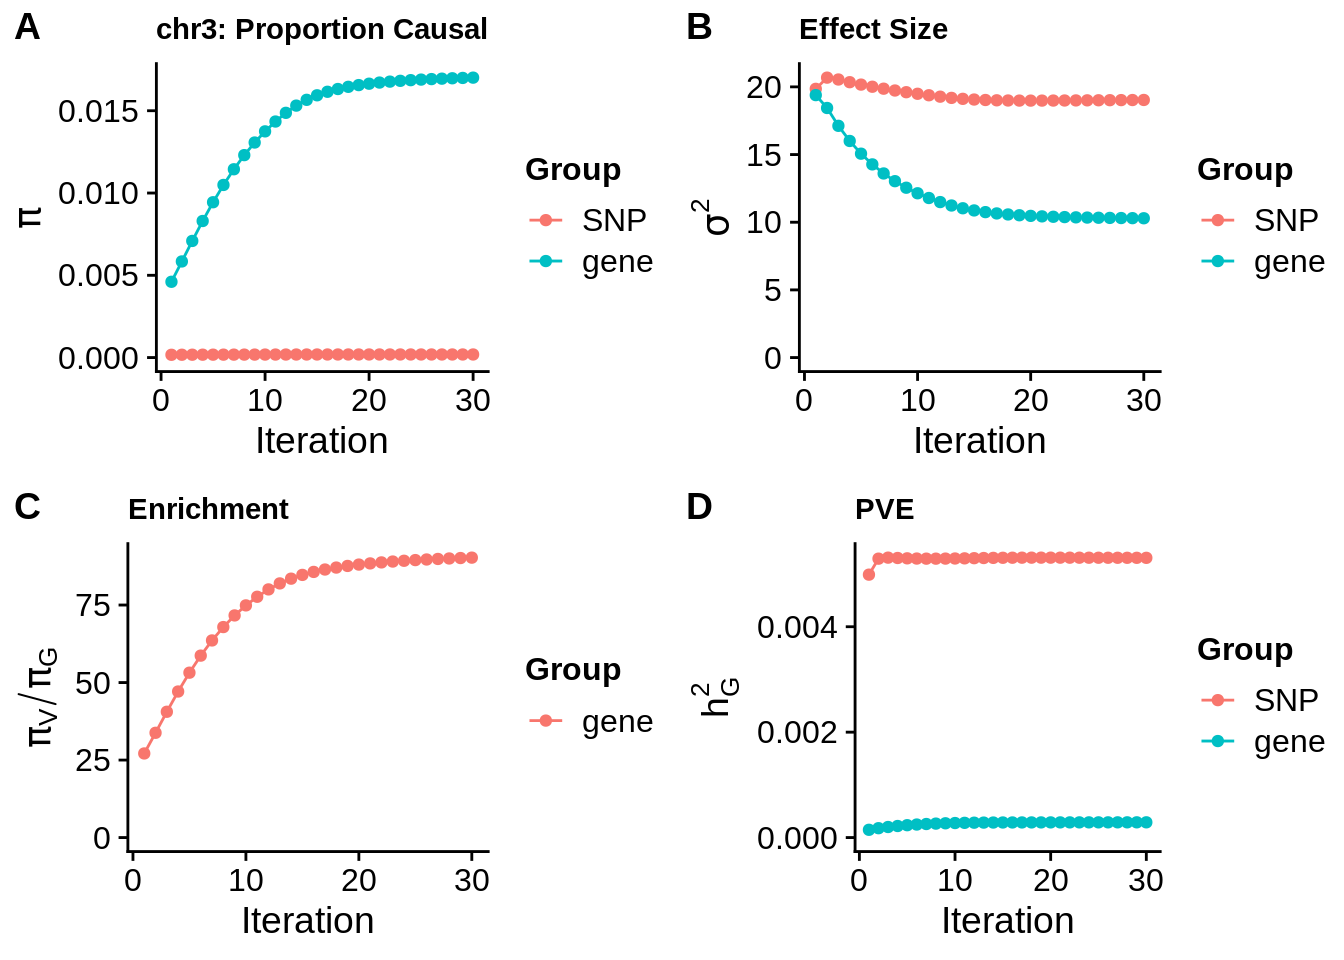 A
chr3: Proportion Causal
π
0.015
0.010
0.005
0.000
0 10 20 30
Iteration
Group
SNP
gene
B
Effect Size
σ²
20
15
10
5
0
0 10 20 30
Iteration
Group
SNP
gene
C
Enrichment
π_V/π_G
75
50
25
0
0 10 20 30
Iteration
Group
gene
D
PVE
h²_G
0.004
0.002
0.000
0 10 20 30
Iteration
Group
SNP
gene